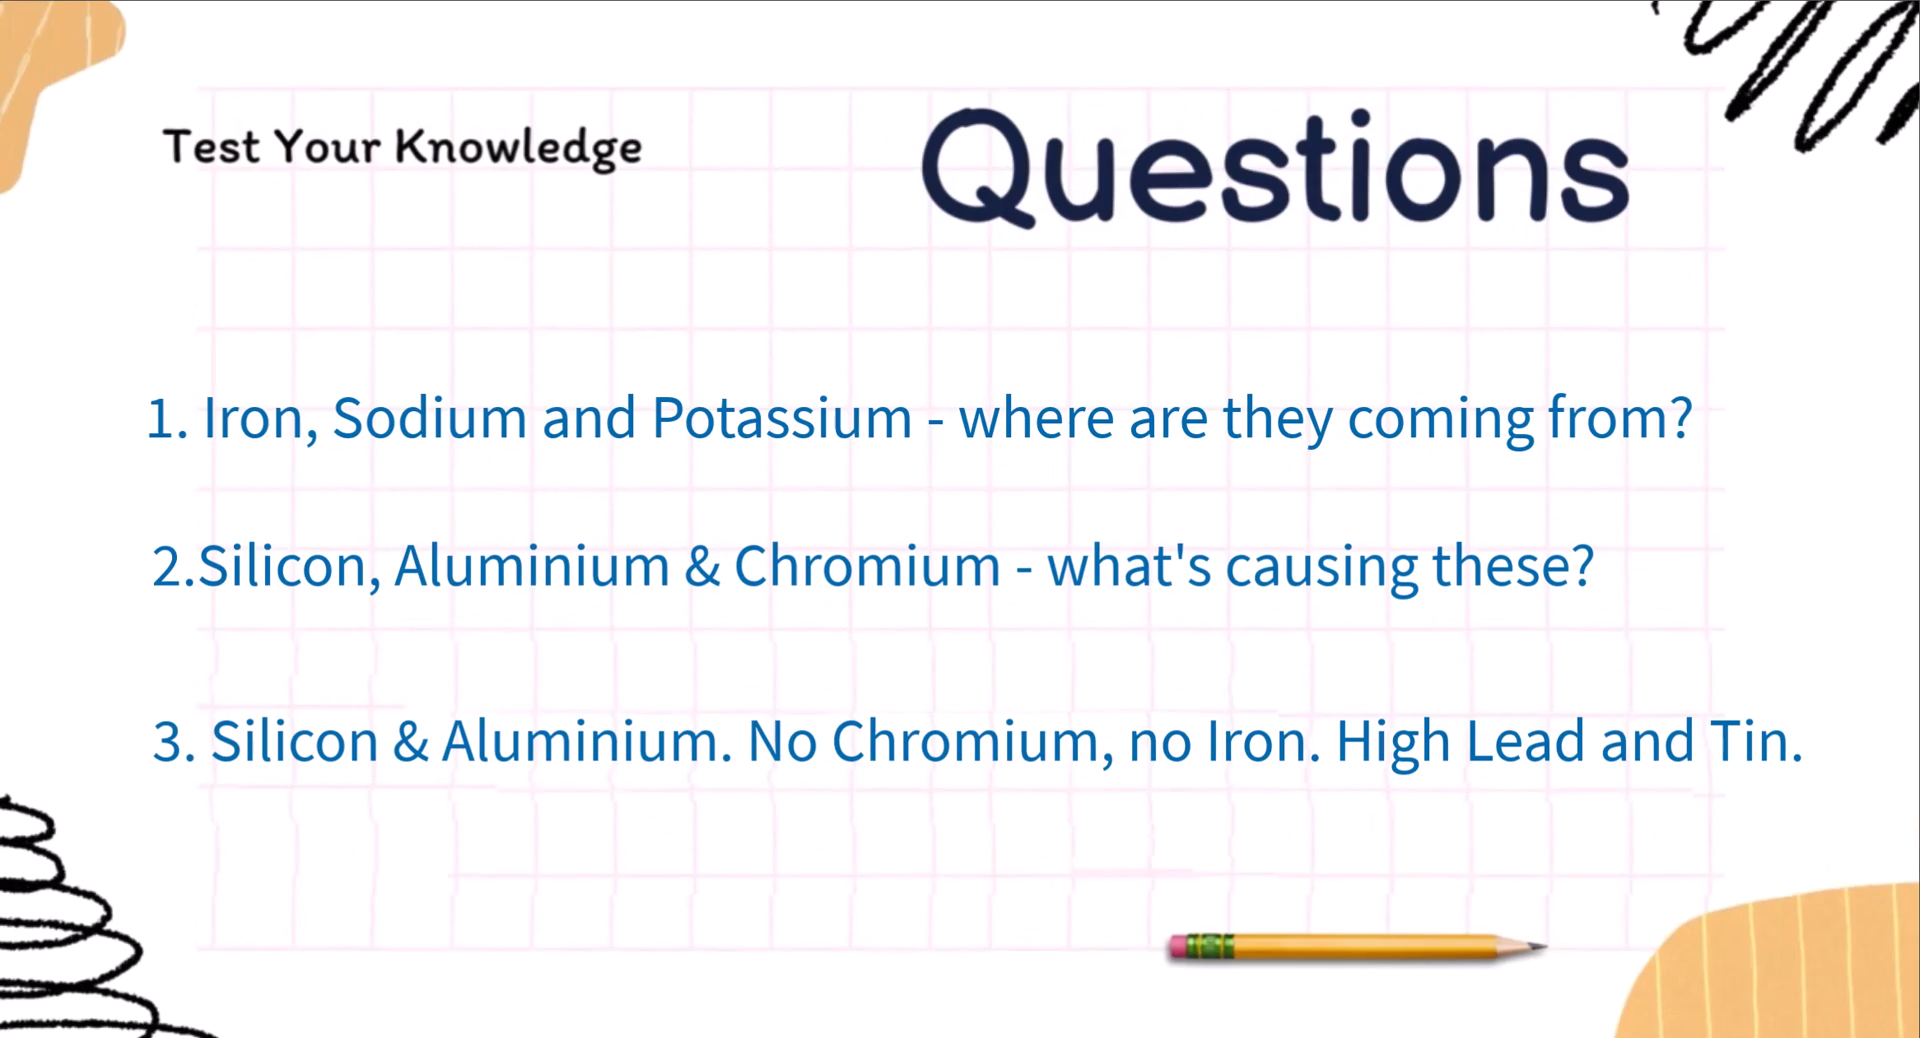 Test Your Knowledge
Questions
1. Iron, Sodium and Potassium - where are they coming from?
2.Silicon, Aluminium & Chromium - what's causing these?
3. Silicon & Aluminium. No Chromium, no Iron. High Lead and Tin.